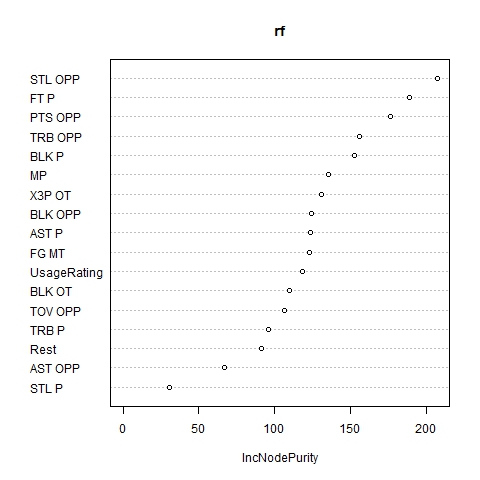 rf
STL OPP
FT P
PTS OPP
TRB OPP
BLK P
MP
X3P OT
BLK OPP
AST P
FG MT
UsageRating
BLK OT
TOV OPP
TRB P
Rest
AST OPP
STL P
0 50 100 150 200
IncNodePurity